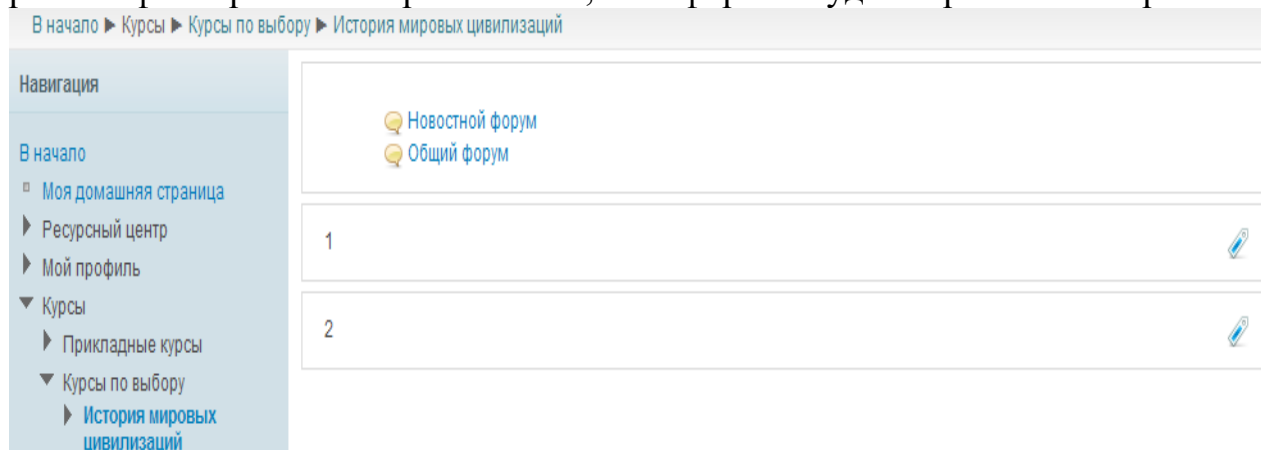 В начало ► Курсы ► Курсы по выбору ► История мировых цивилизаций
Навигация
В начало
Моя домашняя страница
Ресурсный центр
Мой профиль
Курсы
Прикладные курсы
Курсы по выбору
История мировых
цивилизаций
Новостной форум
Общий форум
1
2